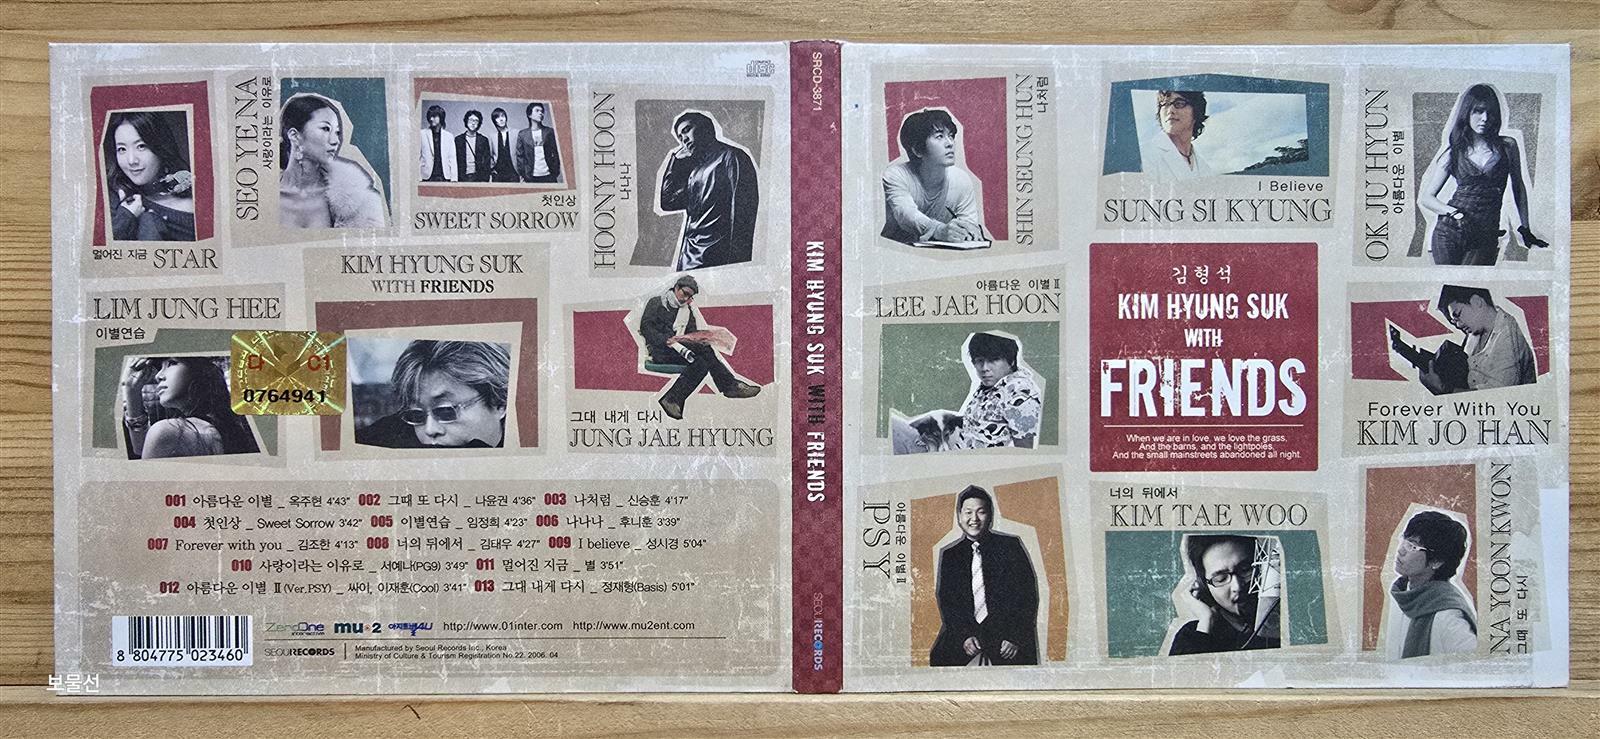 COMPACT
DISC
DIGITAL AUDIO
멀어진 지금 STAR
SEO YE NA
사랑이라는 이유로
첫인상
SWEET SORROW
HOONY HOON
나나나
LIM JUNG HEE
이별연습
다 C1
0764941
KIM HYUNG SUK
WITH FRIENDS
그대 내게 다시
JUNG JAE HYUNG
001 아름다운 이별 _ 옥주현 4'43" 002 그때 또 다시 _ 나윤권 4'36" 003 나처럼 _ 신승훈 4'17"
004 첫인상 _ Sweet Sorrow 3'42" 005 이별연습 _ 임정희 4'23" 006 나나나 _ 후니훈 3'39"
007 Forever with you _ 김조한 4'13" 008 너의 뒤에서 _ 김태우 4'27" 009 I believe _ 성시경 5'04"
010 사랑이라는 이유로 _ 서예나(PG9) 3'49" 011 멀어진 지금 _ 별 3'51"
012 아름다운 이별 Ⅱ(Ver.PSY) _ 싸이, 이재훈(Cool) 3'41" 013 그대 내게 다시 _ 정재형(Basis) 5'01"
8 804775 023460
ZeroOne interactive mu*2 http://www.01inter.com http://www.mu2ent.com
SEOULRECORDS Manufactured by Seoul Records Inc., Korea
Ministry of Culture & Tourism Registration No.22. 2006. 04
보물선
SRCD-3871
KIM HYUNG SUK WITH FRIENDS
SEOULRECORDS
SHIN SEUNG HUN
나처럼
I Believe
SUNG SI KYUNG
OK JU HYUN
아름다운 이별
아름다운 이별 Ⅱ
LEE JAE HOON
김형석
KIM HYUNG SUK
WITH
FRIENDS
When we are in love, we love the grass,
And the barns, and the lightpoles,
And the small mainstreets abandoned all night.
Forever With You
KIM JO HAN
아름다운 이별 Ⅱ
PSY
너의 뒤에서
KIM TAE WOO
NA YOON KWON
그때 또 다시